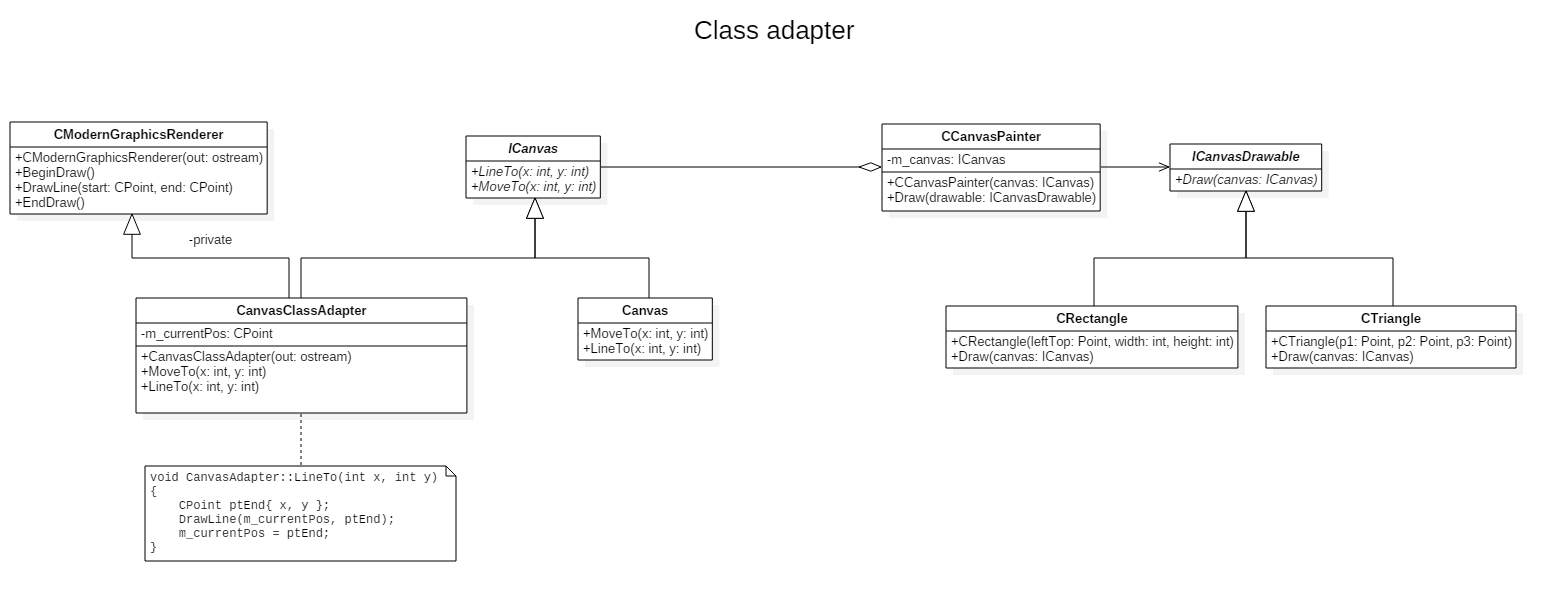 Class adapter
CModernGraphicsRenderer
+CModernGraphicsRenderer(out: ostream)
+BeginDraw()
+DrawLine(start: CPoint, end: CPoint)
+EndDraw()
-private
ICanvas
+LineTo(x: int, y: int)
+MoveTo(x: int, y: int)
CCanvasPainter
-m_canvas: ICanvas
+CCanvasPainter(canvas: ICanvas)
+Draw(drawable: ICanvasDrawable)
ICanvasDrawable
+Draw(canvas: ICanvas)
CanvasClassAdapter
-m_currentPos: CPoint
+CanvasClassAdapter(out: ostream)
+MoveTo(x: int, y: int)
+LineTo(x: int, y: int)
Canvas
+MoveTo(x: int, y: int)
+LineTo(x: int, y: int)
CRectangle
+CRectangle(leftTop: Point, width: int, height: int)
+Draw(canvas: ICanvas)
CTriangle
+CTriangle(p1: Point, p2: Point, p3: Point)
+Draw(canvas: ICanvas)
void CanvasAdapter::LineTo(int x, int y)
{
    CPoint ptEnd{ x, y };
    DrawLine(m_currentPos, ptEnd);
    m_currentPos = ptEnd;
}